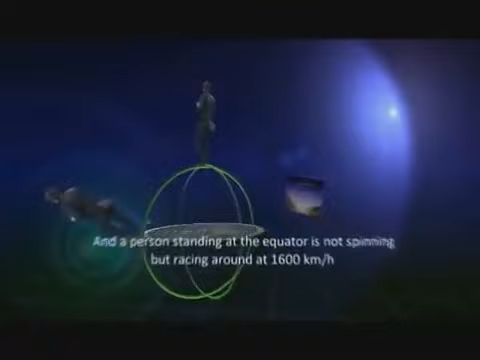 And a person standing at the equator is not spinning
but racing around at 1600 km/h